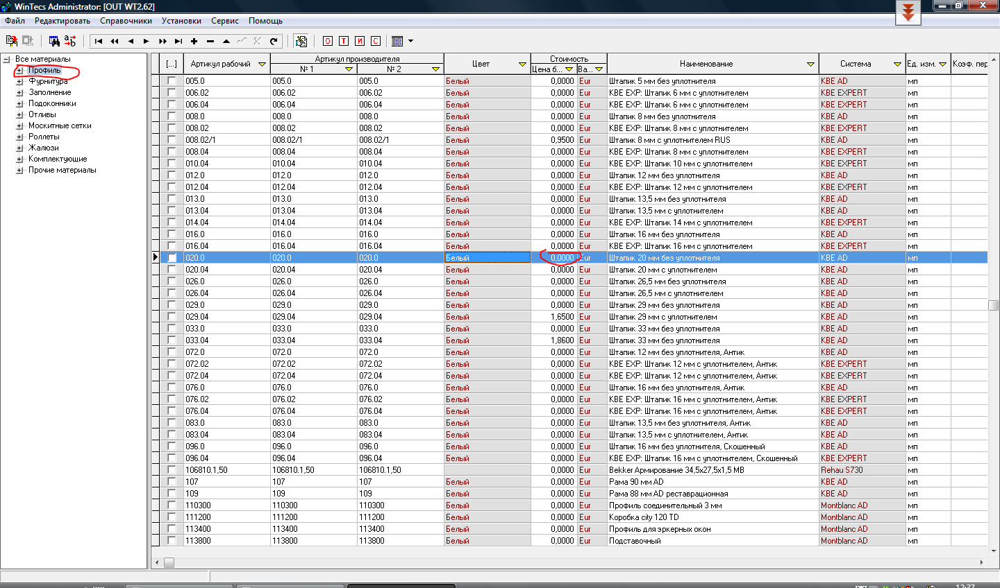 WinTecs Administrator: [OUT WT2.62]
Файл Редактировать Справочники Установки Сервис Помощь
О Т И С
Все материалы
Профиль
Фурнитура
Заполнение
Подоконники
Отливы
Москитные сетки
Роллеты
Жалюзи
Комплектующие
Прочие материалы
[...] Артикул рабочий Артикул производителя Цвет Стоимость Наименование Система Ед. изм. Коэф. пер
№ 1 № 2 Цена б... Ва...
005.0 005.0 005.0 Белый 0,0000 Eur Штапик 5 мм без уплотнителя KBE AD мп
006.02 006.02 006.02 Белый 0,0000 Eur KBE EXP: Штапик 6 мм с уплотнителем KBE EXPERT мп
006.04 006.04 006.04 Белый 0,0000 Eur KBE EXP: Штапик 6 мм с уплотнителем KBE EXPERT мп
008.0 008.0 008.0 Белый 0,0000 Eur Штапик 8 мм без уплотнителя KBE AD мп
008.02 008.02 008.02 Белый 0,0000 Eur KBE EXP: Штапик 8 мм с уплотнителем KBE EXPERT мп
008.02/1 008.02/1 008.02/1 Белый 0,9500 Eur Штапик 8 мм с уплотнителем RUS KBE AD мп
008.04 008.04 008.04 Белый 0,0000 Eur KBE EXP: Штапик 8 мм с уплотнителем KBE EXPERT мп
010.04 010.04 010.04 Белый 0,0000 Eur KBE EXP: Штапик 10 мм с уплотнителем KBE EXPERT мп
012.0 012.0 012.0 Белый 0,0000 Eur Штапик 12 мм без уплотнителя KBE AD мп
012.04 012.04 012.04 Белый 0,0000 Eur KBE EXP: Штапик 12 мм с уплотнителем KBE EXPERT мп
013.0 013.0 013.0 Белый 0,0000 Eur Штапик 13,5 мм без уплотнителя KBE AD мп
013.04 013.04 013.04 Белый 0,0000 Eur Штапик 13,5 мм с уплотнителем KBE AD мп
014.04 014.04 014.04 Белый 0,0000 Eur KBE EXP: Штапик 14 мм с уплотнителем KBE EXPERT мп
016.0 016.0 016.0 Белый 0,0000 Eur Штапик 16 мм без уплотнителя KBE AD мп
016.04 016.04 016.04 Белый 0,0000 Eur KBE EXP: Штапик 16 мм с уплотнителем KBE EXPERT мп
020.0 020.0 020.0 Белый 0,0000 Eur Штапик 20 мм без уплотнителя KBE AD мп
020.04 020.04 020.04 Белый 0,0000 Eur Штапик 20 мм с уплотнителем KBE AD мп
026.0 026.0 026.0 Белый 0,0000 Eur Штапик 26,5 мм без уплотнителя KBE AD мп
026.04 026.04 026.04 Белый 0,0000 Eur Штапик 26,5 мм с уплотнителем KBE AD мп
029.0 029.0 029.0 Белый 0,0000 Eur Штапик 29 мм без уплотнителя KBE AD мп
029.04 029.04 029.04 Белый 1,6500 Eur Штапик 29 мм с уплотнителем KBE AD мп
033.0 033.0 033.0 Белый 0,0000 Eur Штапик 33 мм без уплотнителя KBE AD мп
033.04 033.04 033.04 Белый 1,8600 Eur Штапик 33 мм без уплотнителя KBE AD мп
072.0 072.0 072.0 Белый 0,0000 Eur Штапик 12 мм без уплотнителя, Антик KBE AD мп
072.02 072.02 072.02 Белый 0,0000 Eur KBE EXP: Штапик 12 мм с уплотнителем, Антик KBE EXPERT мп
072.04 072.04 072.04 Белый 0,0000 Eur KBE EXP: Штапик 12 мм с уплотнителем, Антик KBE EXPERT мп
076.0 076.0 076.0 Белый 0,0000 Eur Штапик 16 мм без уплотнителя, Антик KBE AD мп
076.02 076.02 076.02 Белый 0,0000 Eur KBE EXP: Штапик 16 мм с уплотнителем, Антик KBE EXPERT мп
076.04 076.04 076.04 Белый 0,0000 Eur KBE EXP: Штапик 16 мм с уплотнителем, Антик KBE EXPERT мп
083.0 083.0 083.0 Белый 0,0000 Eur Штапик 13,5 мм без уплотнителя, Антик KBE AD мп
083.04 083.04 083.04 Белый 0,0000 Eur Штапик 13,5 мм с уплотнителем, Антик KBE AD мп
096.0 096.0 096.0 Белый 0,0000 Eur Штапик 16 мм без уплотнителя, Скошенный KBE AD мп
096.04 096.04 096.04 Белый 0,0000 Eur KBE EXP: Штапик 16 мм с уплотнителем, Скошенный KBE EXPERT мп
106810.1,50 106810.1,50 106810.1,50 0,0000 Eur Bekker Армирование 34,5x27,5x1,5 MB Rehau S730 мп
107 107 107 Белый 0,0000 Eur Рама 90 мм AD KBE AD мп
109 109 109 Белый 0,0000 Eur Рама 88 мм AD реставрационная KBE AD мп
110300 110300 110300 Белый 0,0000 Eur Профиль соединительный 3 мм Montblanc AD мп
111200 111200 111200 Белый 0,0000 Eur Коробка city 120 TD Montblanc AD мп
113400 113400 113400 Белый 0,0000 Eur Профиль для эркерных окон Montblanc AD мп
113800 113800 113800 Белый 0,0000 Eur Подставочный Montblanc AD мп
12:37